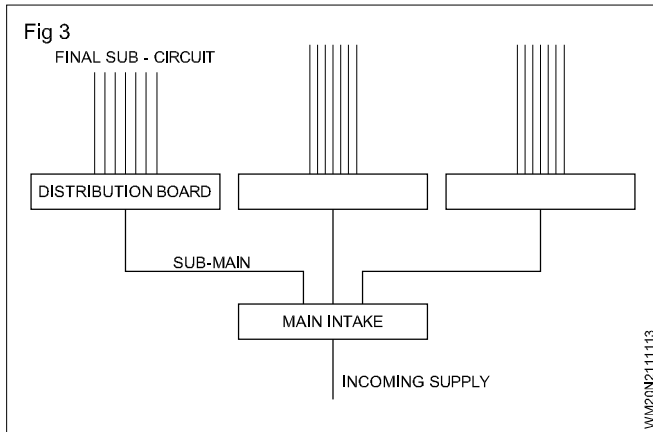 Fig 3
FINAL SUB - CIRCUIT
DISTRIBUTION BOARD
SUB-MAIN
MAIN INTAKE
INCOMING SUPPLY
WM20N2111113